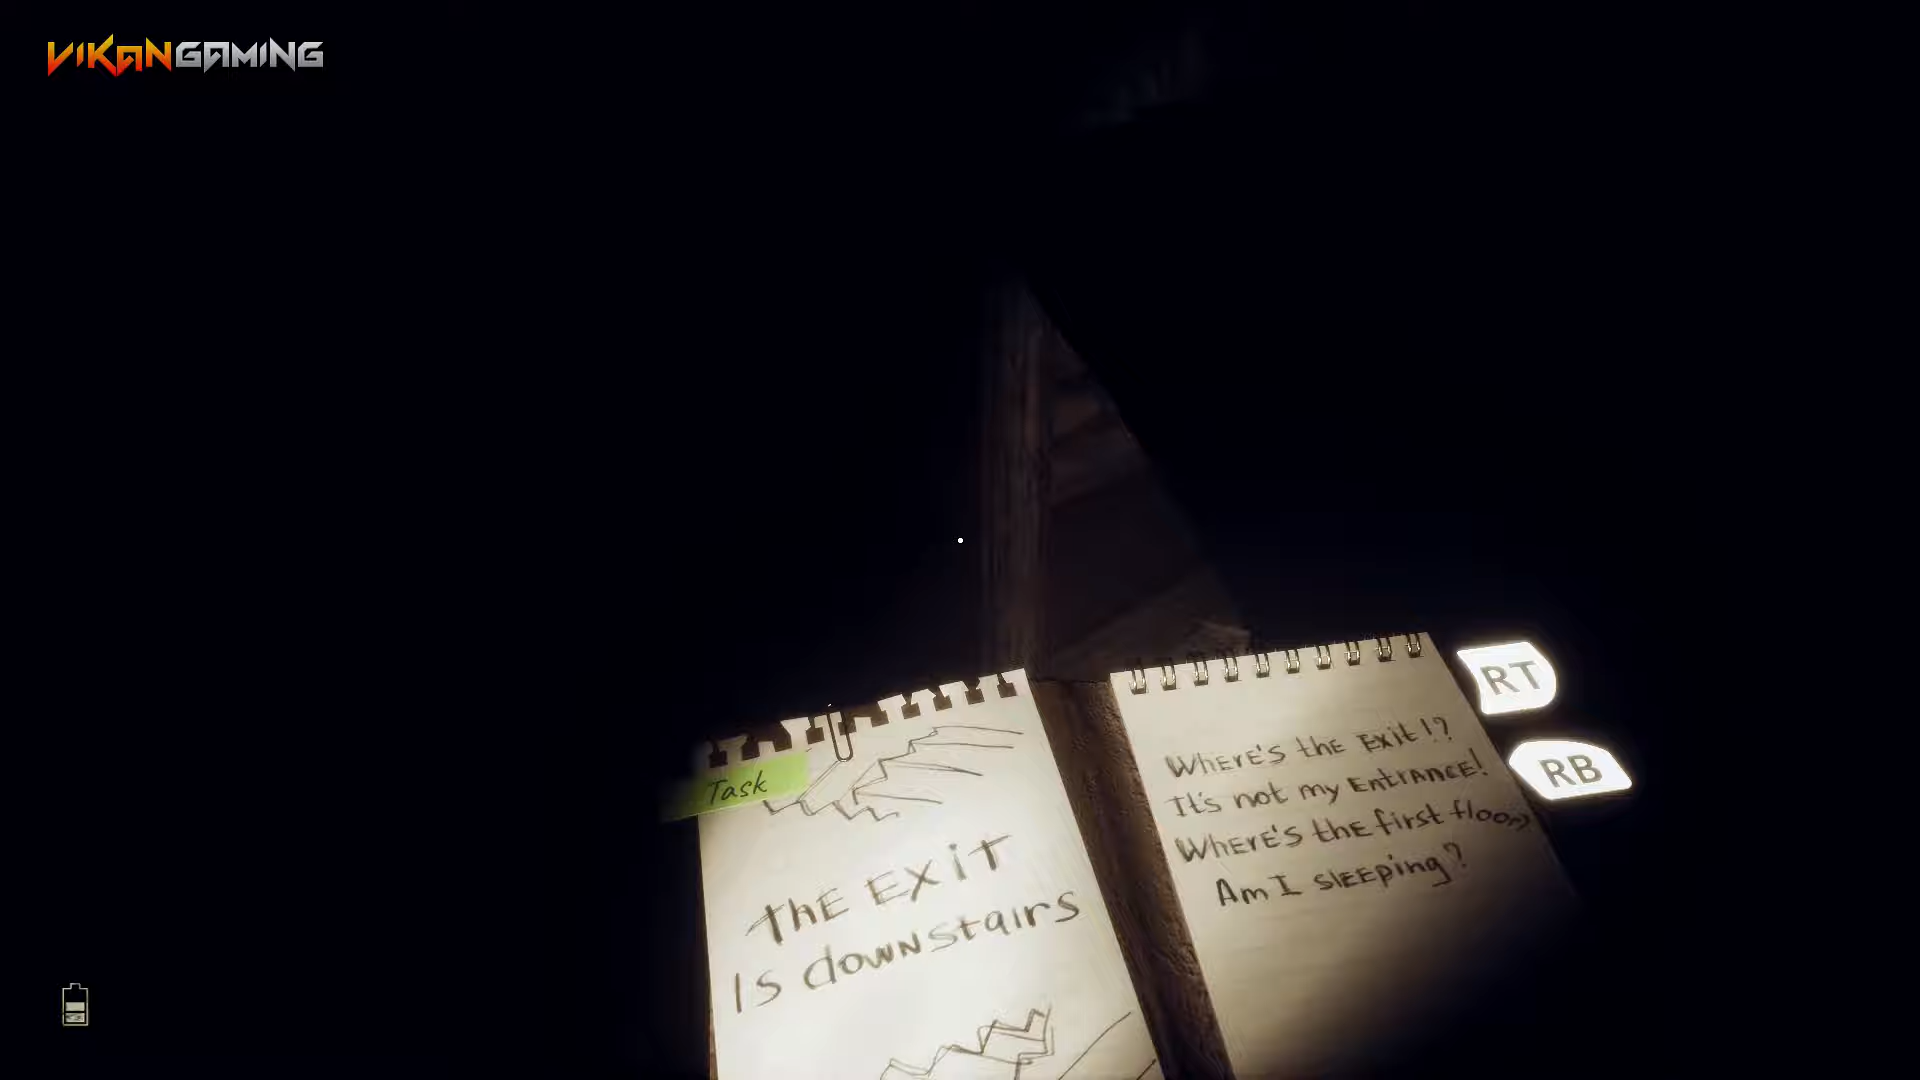 VIKANGAMING
Task
thE EXiT
IS downstairs
WhErE'S thE Exit!?
It's not my EntrancE!
WhErE'S thE first floor?
Am I slEEping?
RT
RB